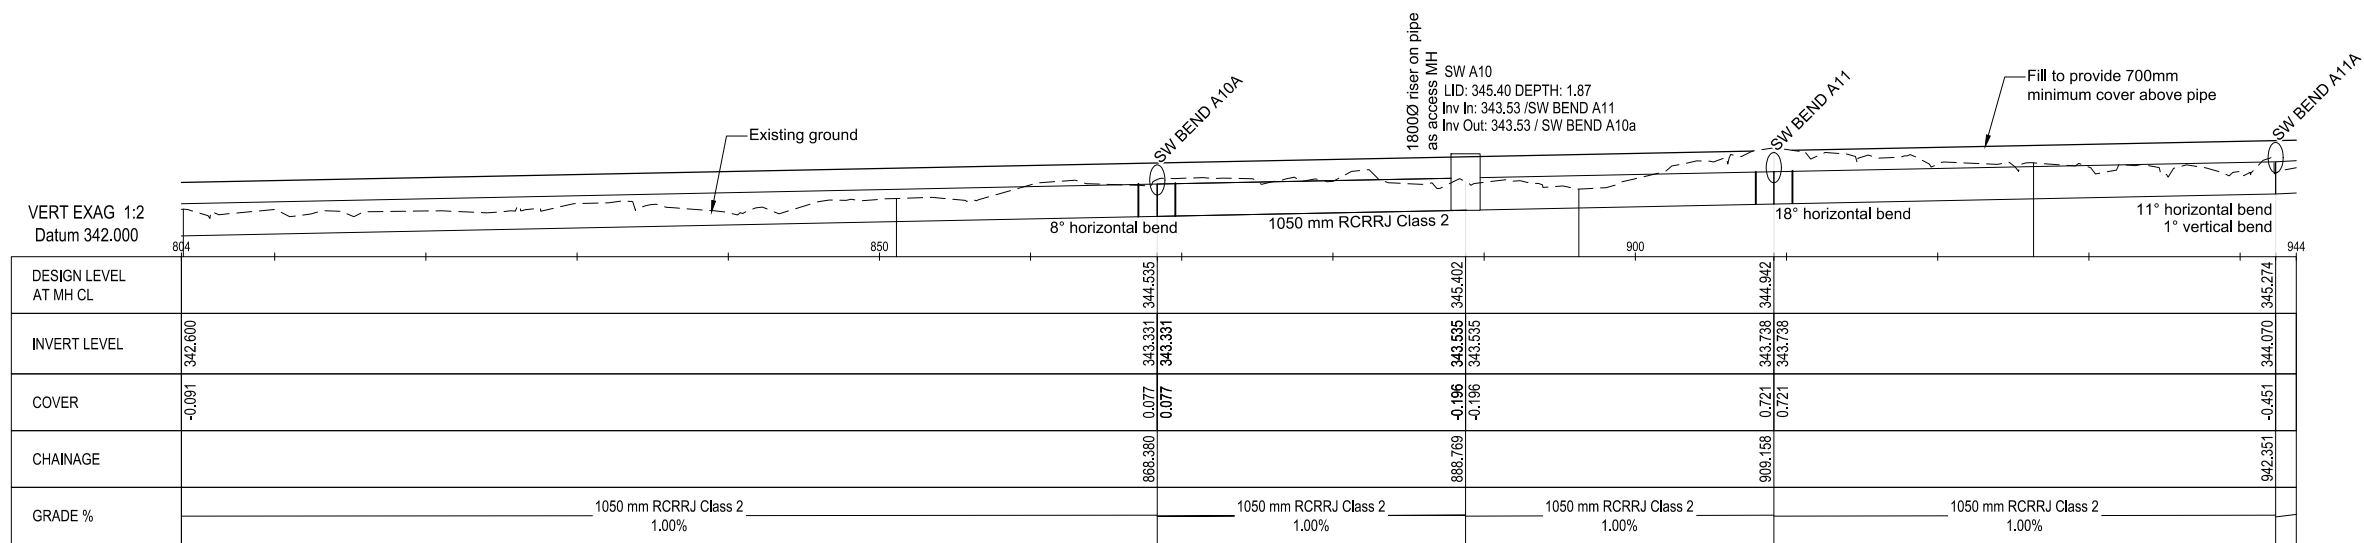 1800Ø riser on pipe
as access MH
SW A10
LID: 345.40 DEPTH: 1.87
Inv In: 343.53 /SW BEND A11
Inv Out: 343.53 / SW BEND A10a
SW BEND A10A
SW BEND A11
SW BEND A11A
Fill to provide 700mm
minimum cover above pipe
Existing ground
VERT EXAG 1:2
Datum 342.000
8° horizontal bend
1050 mm RCRRJ Class 2
18° horizontal bend
11° horizontal bend
1° vertical bend
804
850
900
944
DESIGN LEVEL
AT MH CL
344.535
345.402
344.942
345.274
INVERT LEVEL
342.600
343.331
343.331
343.535
343.535
343.738
343.738
344.070
COVER
-0.091
0.077
0.077
-0.196
-0.196
0.721
0.721
-0.451
CHAINAGE
868.380
888.769
909.158
942.351
GRADE %
1050 mm RCRRJ Class 2
1.00%
1050 mm RCRRJ Class 2
1.00%
1050 mm RCRRJ Class 2
1.00%
1050 mm RCRRJ Class 2
1.00%